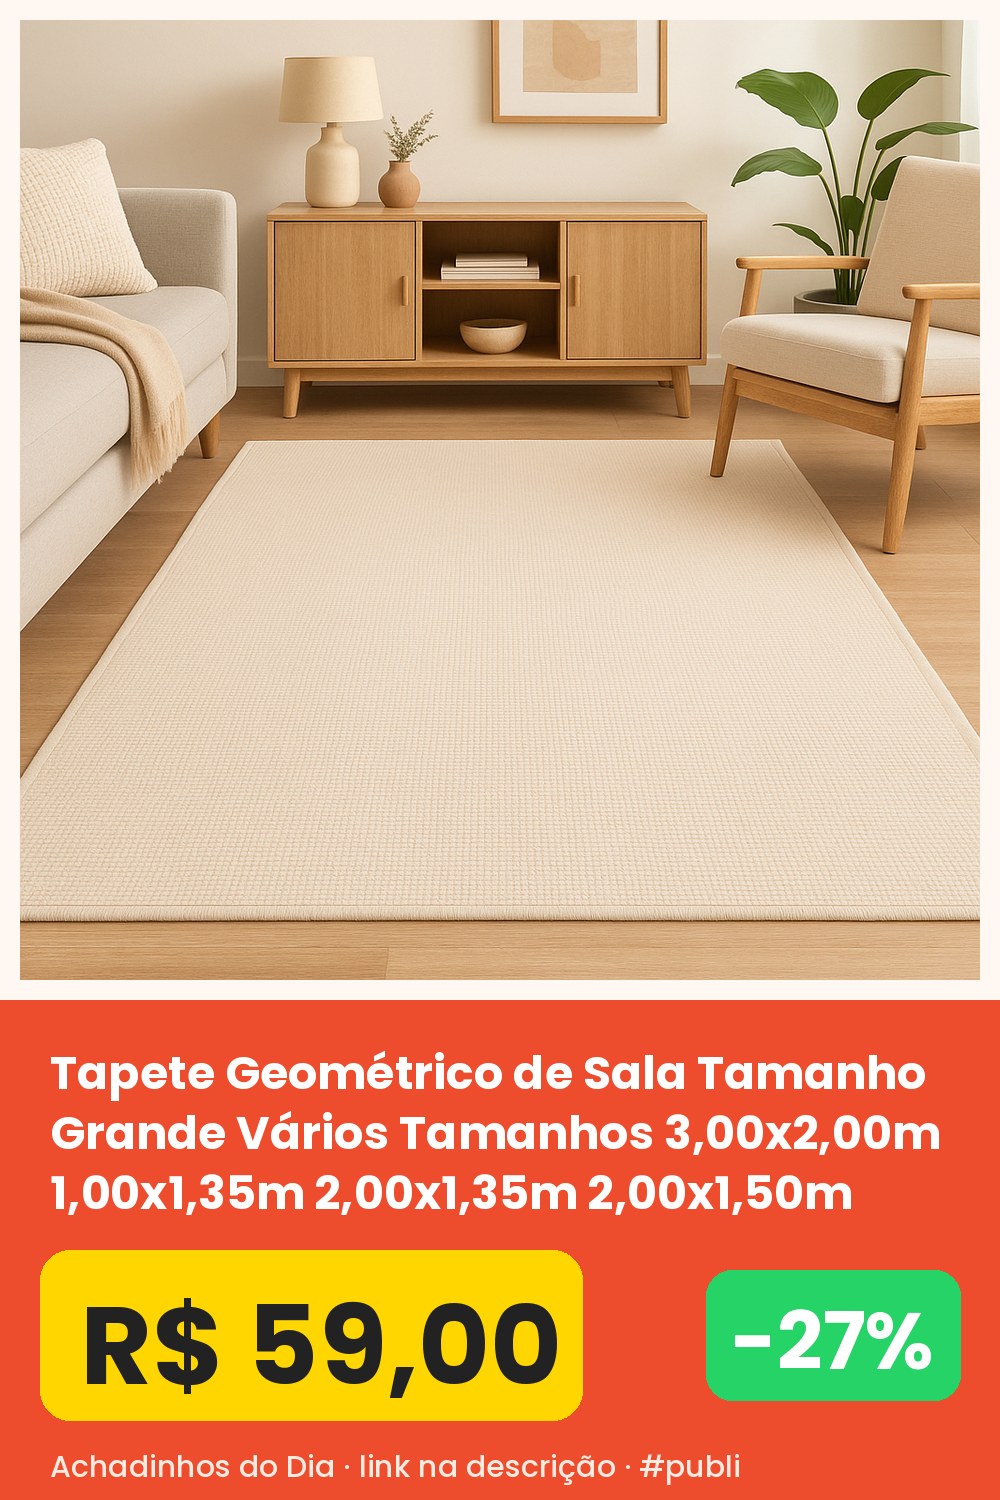 Tapete Geométrico de Sala Tamanho
Grande Vários Tamanhos 3,00x2,00m
1,00x1,35m 2,00x1,35m 2,00x1,50m
R$ 59,00
-27%
Achadinhos do Dia · link na descrição · #publi